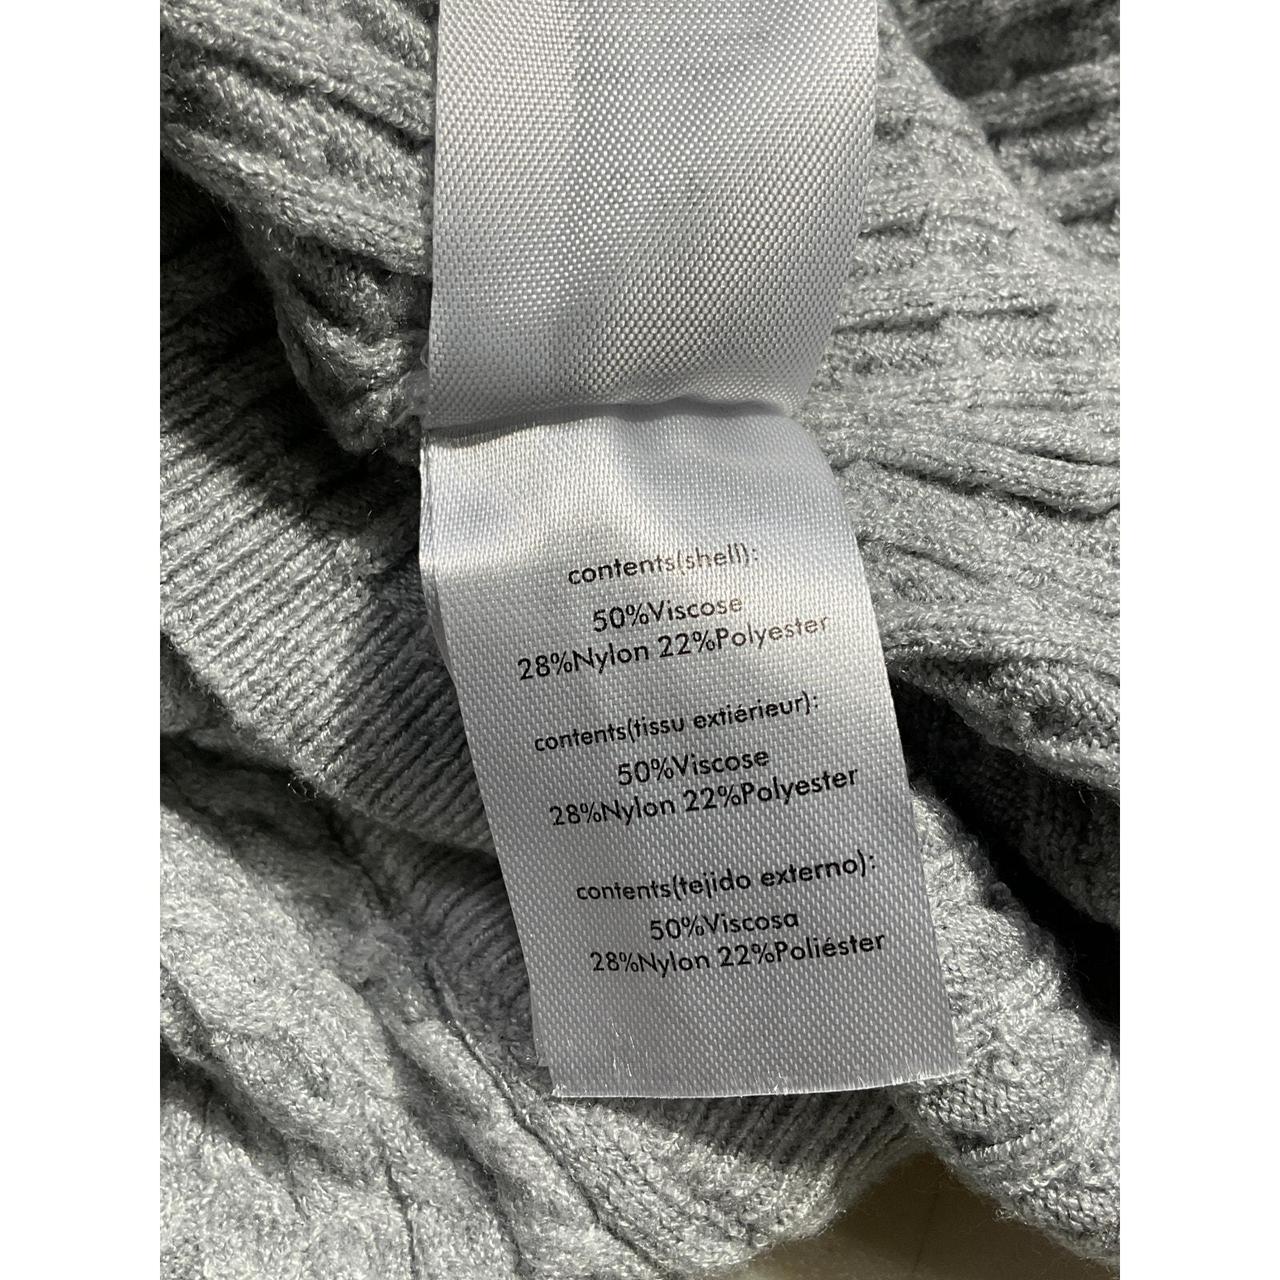 contents(shell):
50%Viscose
28%Nylon 22%Polyester
contents(tissu extiérieur):
50%Viscose
28%Nylon 22%Polyester
contents(tejido externo):
50%Viscosa
28%Nylon 22%Poliéster